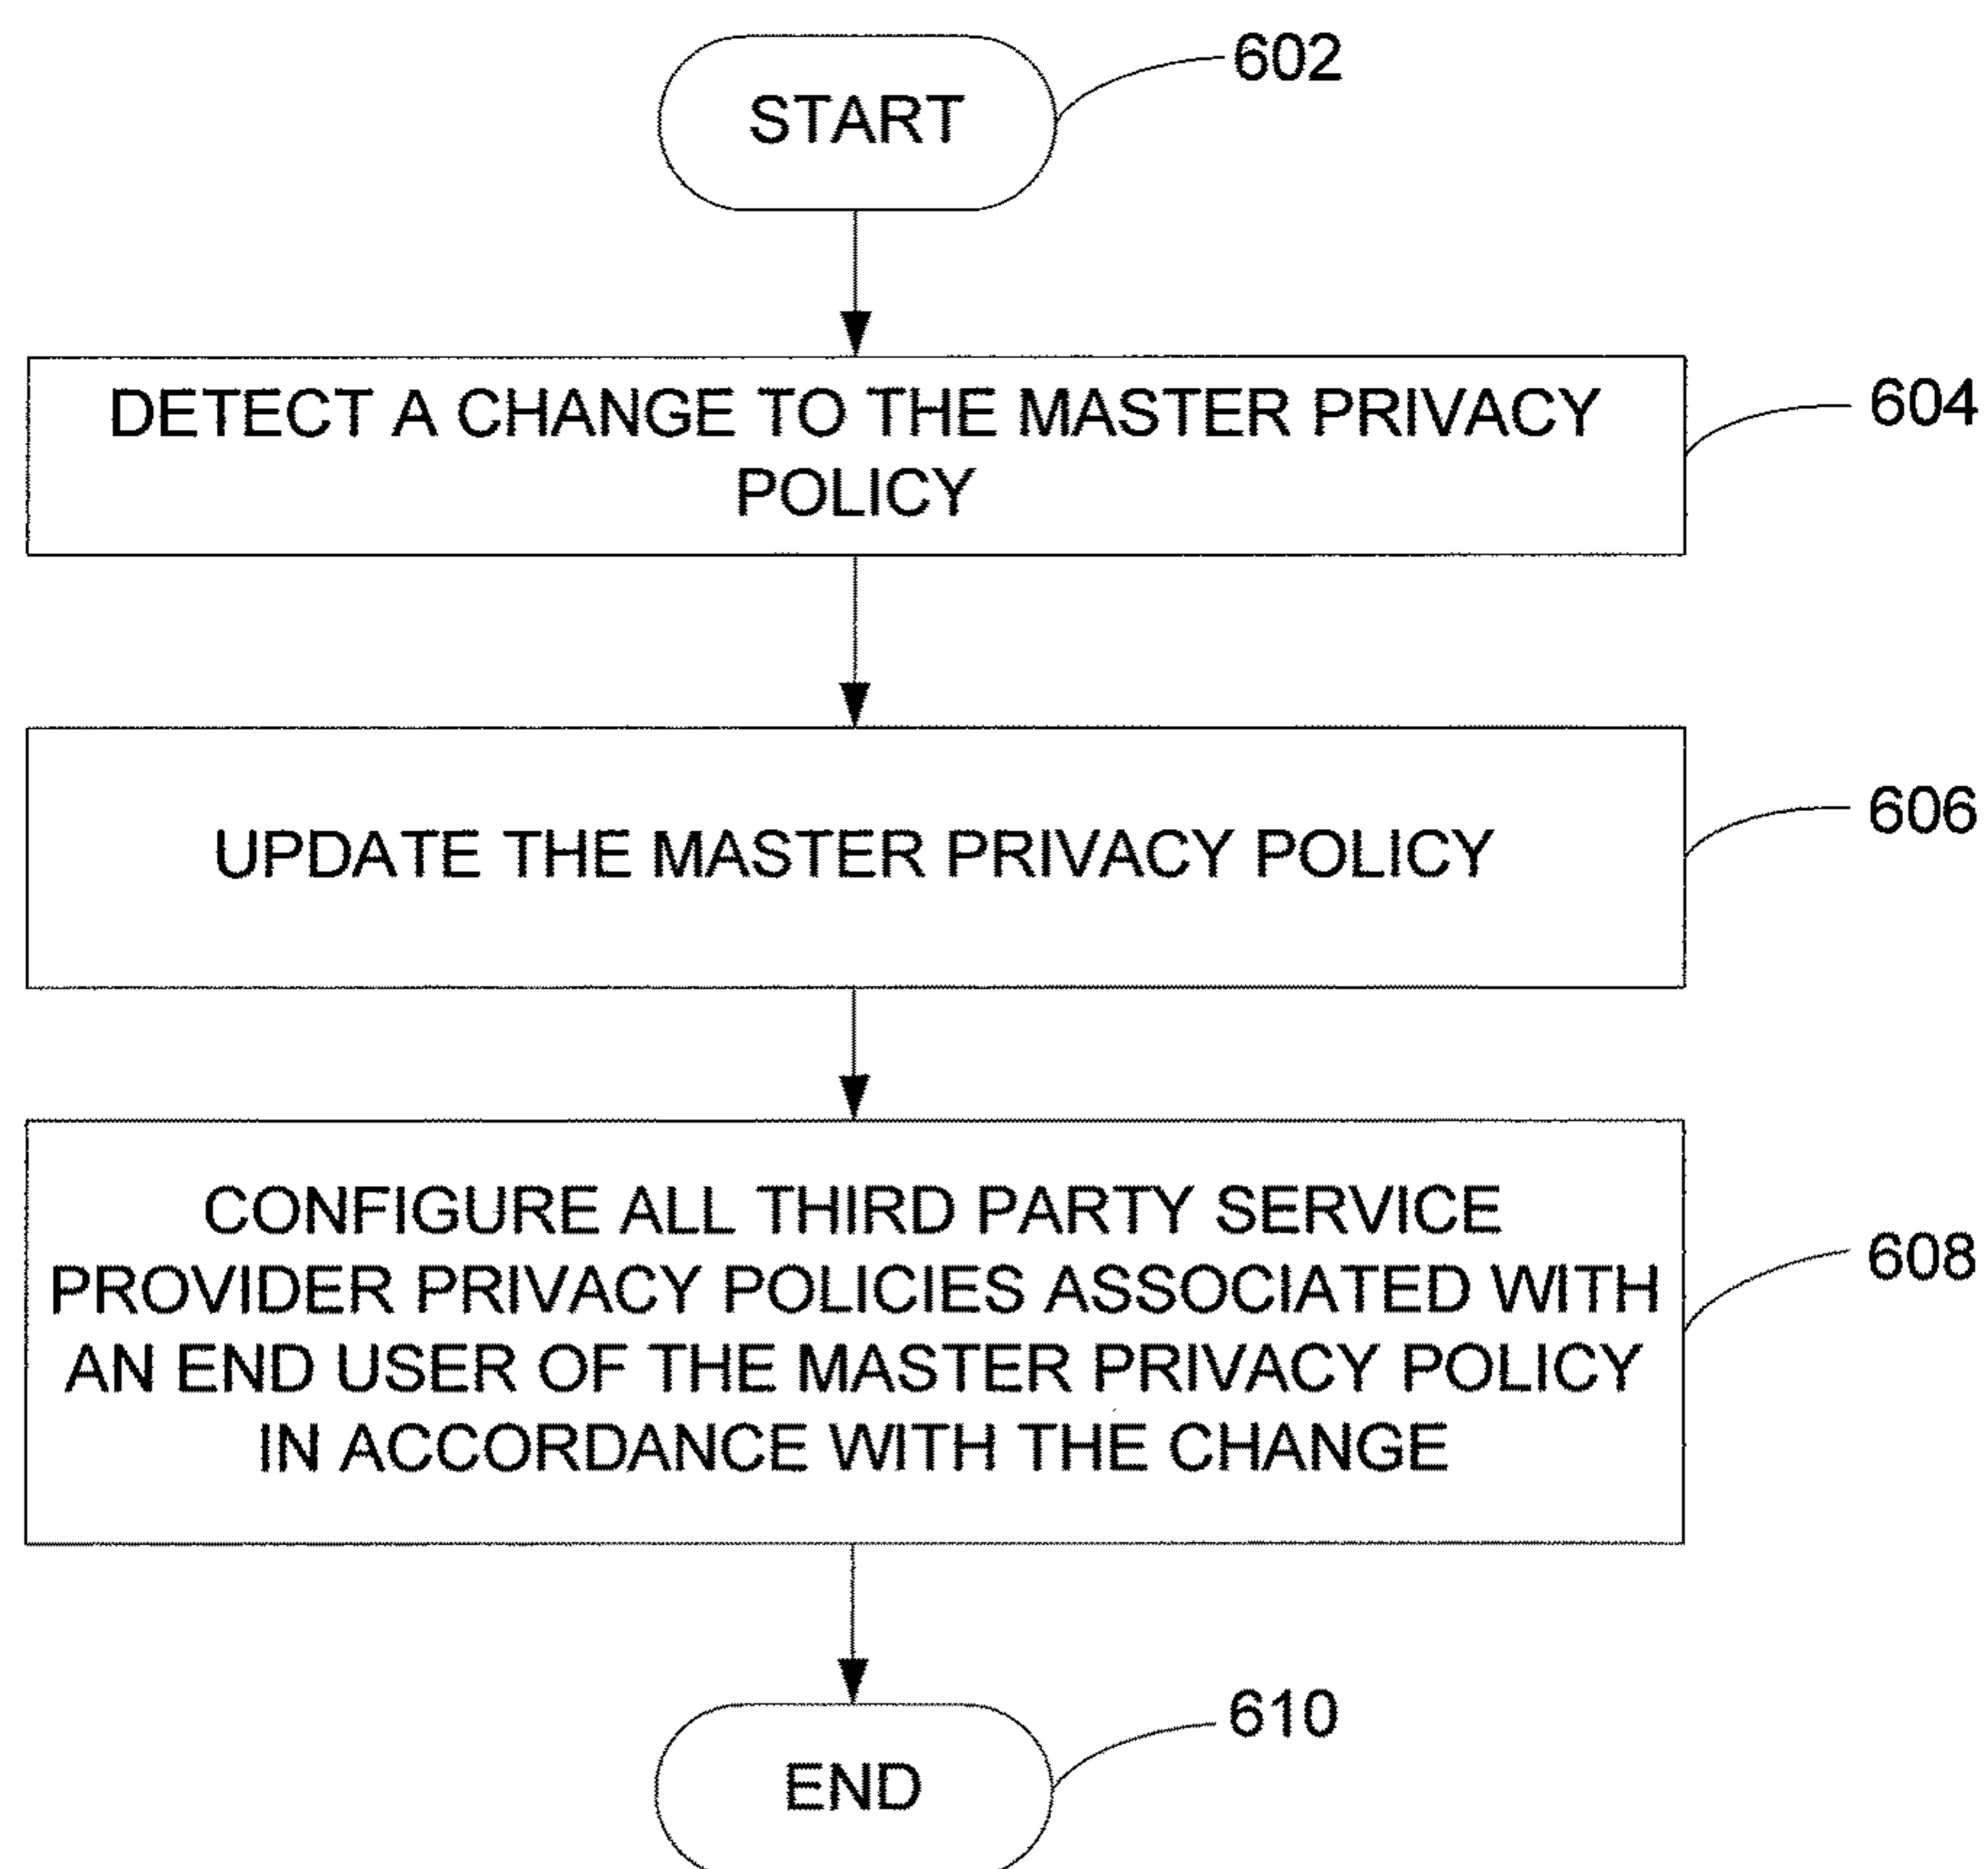 START
602
DETECT A CHANGE TO THE MASTER PRIVACY
POLICY
604
UPDATE THE MASTER PRIVACY POLICY
606
CONFIGURE ALL THIRD PARTY SERVICE
PROVIDER PRIVACY POLICIES ASSOCIATED WITH
AN END USER OF THE MASTER PRIVACY POLICY
IN ACCORDANCE WITH THE CHANGE
608
END
610